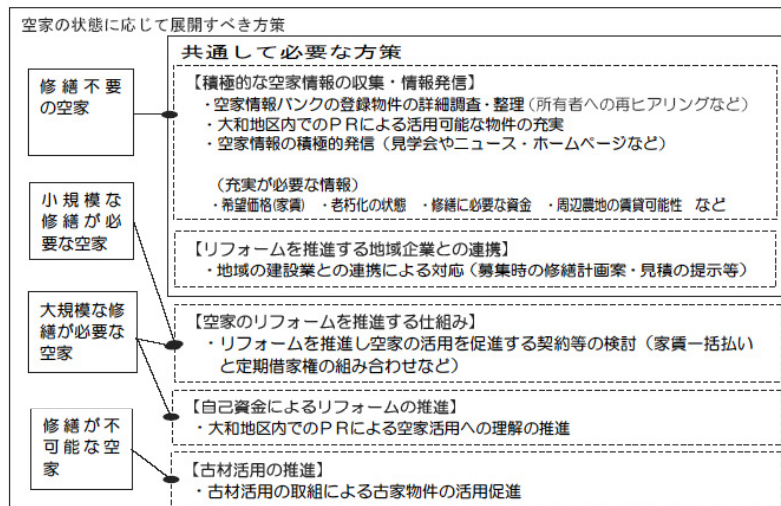 空家の状態に応じて展開すべき方策
共通して必要な方策
修繕不要
の空家
【積極的な空家情報の収集・情報発信】
・空家情報バンクの登録物件の詳細調査・整理(所有者への再ヒアリングなど)
・大和地区内でのPRによる活用可能な物件の充実
・空家情報の積極的発信(見学会やニュース・ホームページなど)
(充実が必要な情報)
・希望価格(家賃) ・老朽化の状態 ・修繕に必要な資金 ・周辺農地の賃貸可能性 など
小規模な
修繕が必
要な空家
【リフォームを推進する地域企業との連携】
・地域の建設業との連携による対応(募集時の修繕計画案・見積の提示等)
大規模な修
繕が必要な
空家
【空家のリフォームを推進する仕組み】
・リフォームを推進し空家の活用を促進する契約等の検討(家賃一括払い
と定期借家権の組み合わせなど)
【自己資金によるリフォームの推進】
・大和地区内でのPRによる空家活用への理解の推進
修繕が不
可能な空
家
【古材活用の推進】
・古材活用の取組による古家物件の活用促進